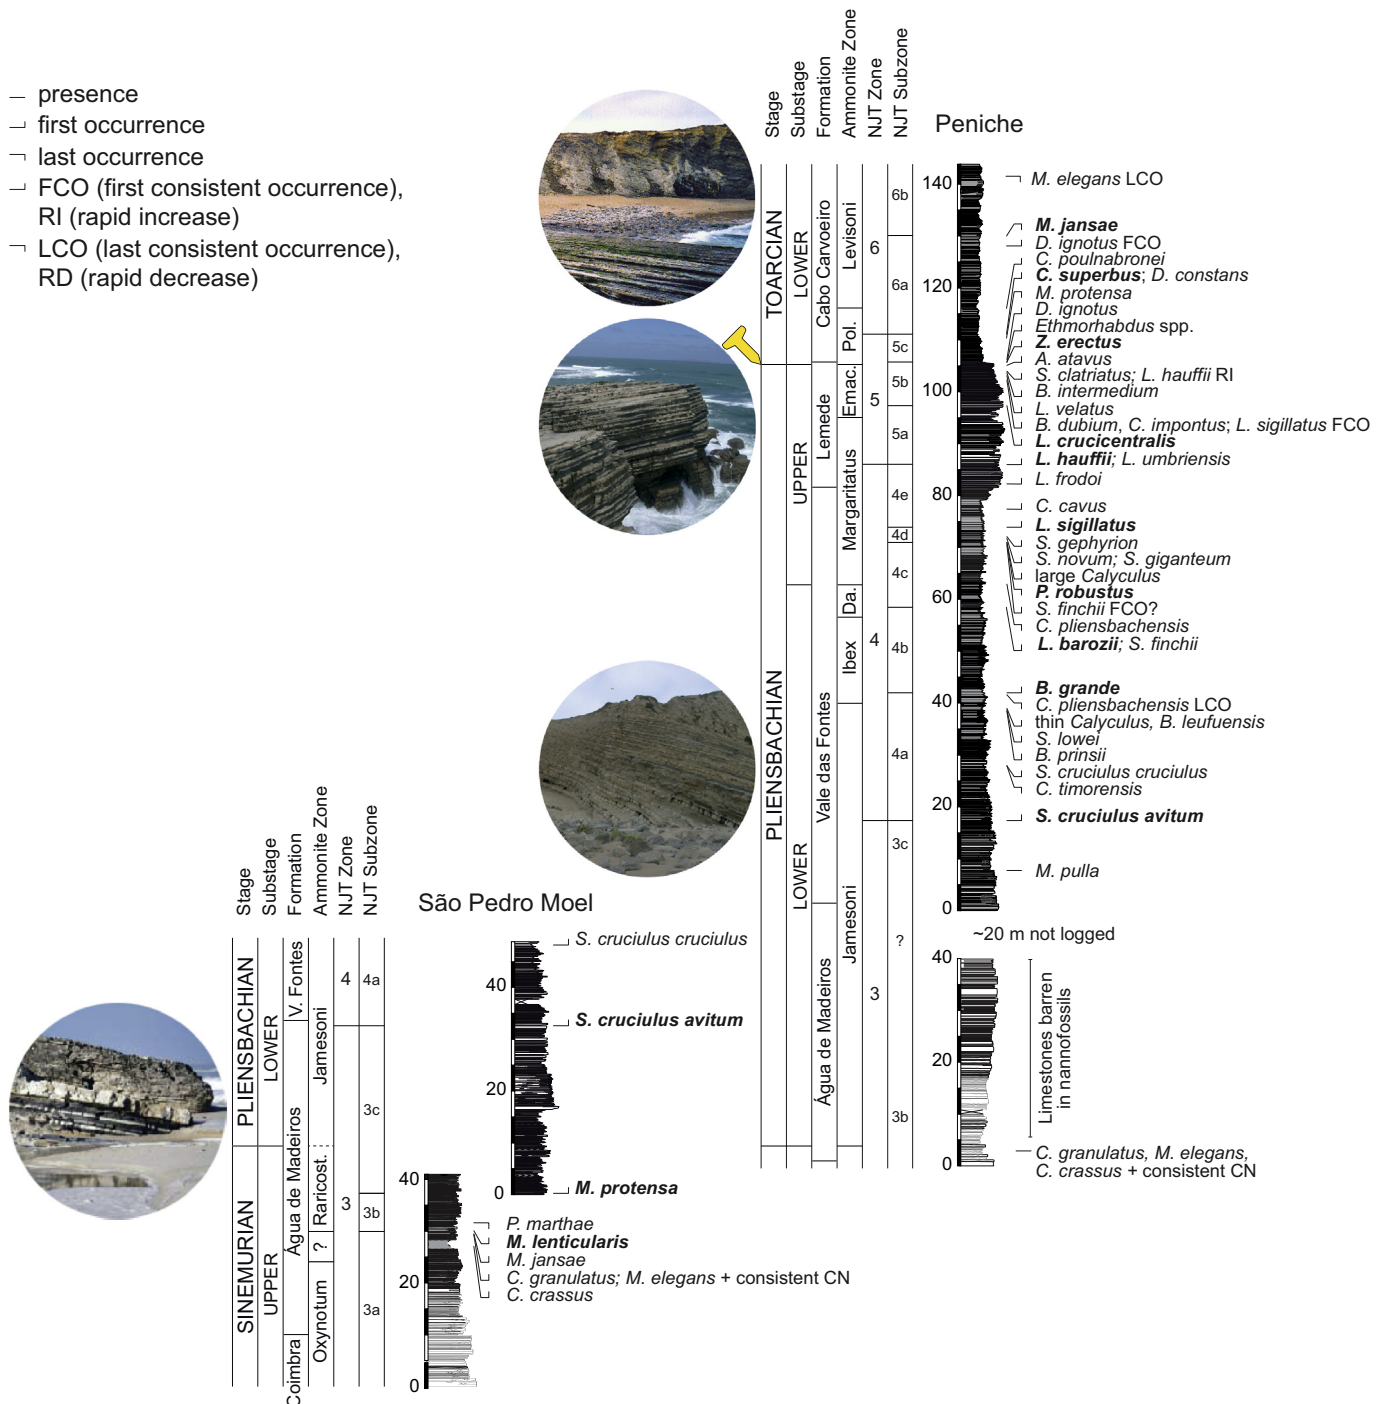 presence
first occurrence
last occurrence
FCO (first consistent occurrence),
RI (rapid increase)
LCO (last consistent occurrence),
RD (rapid decrease)
Stage
Substage
Formation
Ammonite Zone
NJT Zone
NJT Subzone
Peniche
TOARCIAN
PLIENSBACHIAN
LOWER
UPPER
LOWER
Cabo Carvoeiro
Lemede
Vale das Fontes
Água de Madeiros
Levisoni
Pol.
Emac.
Margaritatus
Da.
Ibex
Jamesoni
6
5
4
3
6b
6a
5c
5b
5a
4e
4d
4c
4b
4a
3c
?
3b
140
120
100
80
60
40
20
0
M. elegans LCO
M. jansae
D. ignotus FCO
C. poulnabronei
C. superbus; D. constans
M. protensa
D. ignotus
Ethmorhabdus spp.
Z. erectus
A. atavus
S. clatriatus; L. hauffii RI
B. intermedium
L. velatus
B. dubium, C. impontus; L. sigillatus FCO
L. crucicentralis
L. hauffii; L. umbriensis
L. frodoi
C. cavus
L. sigillatus
S. gephyrion
S. novum; S. giganteum
large Calyculus
P. robustus
S. finchii FCO?
C. pliensbachensis
L. barozii; S. finchii
B. grande
C. pliensbachensis LCO
thin Calyculus, B. leufuensis
S. lowei
B. prinsii
S. cruciulus cruciulus
C. timorensis
S. cruciulus avitum
M. pulla
~20 m not logged
40
20
0
Limestones barren
in nannofossils
C. granulatus, M. elegans,
C. crassus + consistent CN
Stage
Substage
Formation
Ammonite Zone
NJT Zone
NJT Subzone
São Pedro Moel
PLIENSBACHIAN
SINEMURIAN
LOWER
UPPER
V. Fontes
Água de Madeiros
Coimbra
Jamesoni
Raricost.
?
Oxynotum
4
3
4a
3c
3b
3a
40
20
0
S. cruciulus cruciulus
S. cruciulus avitum
M. protensa
40
20
0
P. marthae
M. lenticularis
M. jansae
C. granulatus; M. elegans + consistent CN
C. crassus